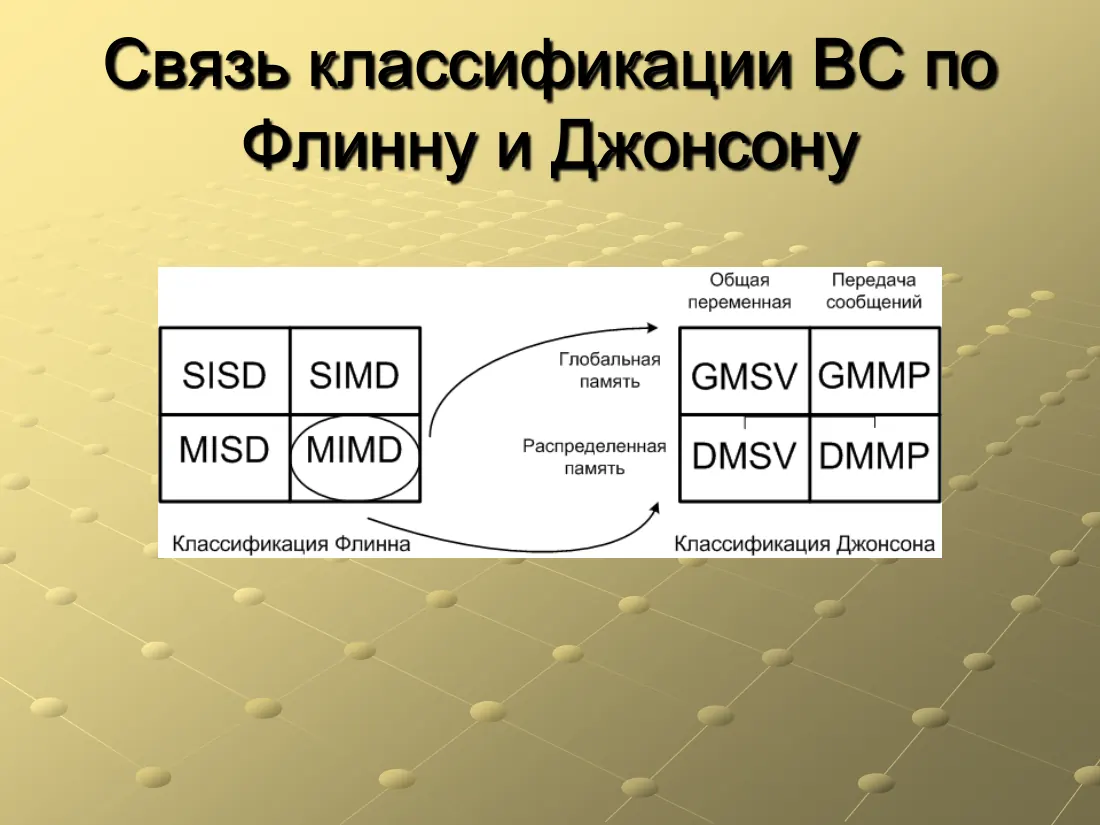 Связь классификации ВС по
Флинну и Джонсону
Общая
переменная
Передача
сообщений
SISD
SIMD
MISD
MIMD
Глобальная
память
Распределенная
память
GMSV
GMMP
DMSV
DMMP
Классификация Флинна
Классификация Джонсона